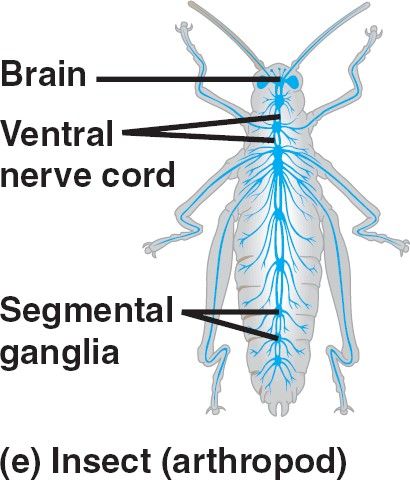 Brain
Ventral
nerve cord
Segmental
ganglia
(e) Insect (arthropod)